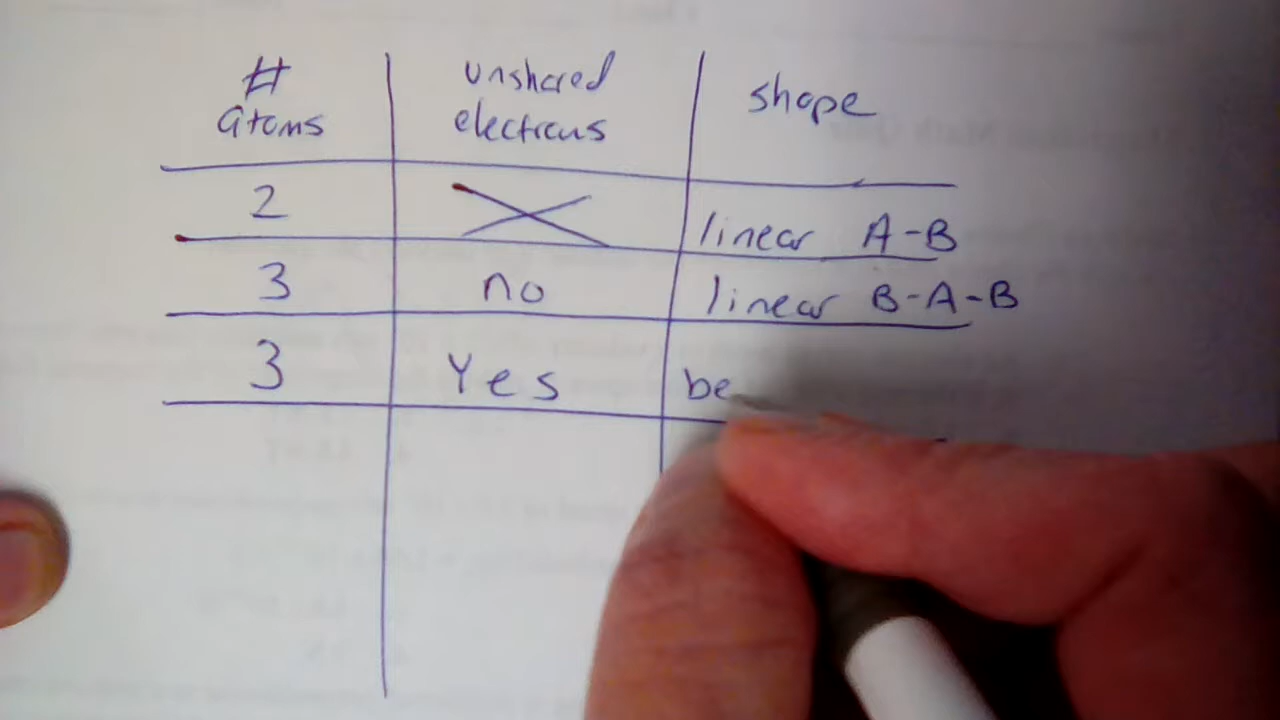 # atoms
unshared electrons
shape
2
linear A-B
3
no
linear B-A-B
3
Yes
be